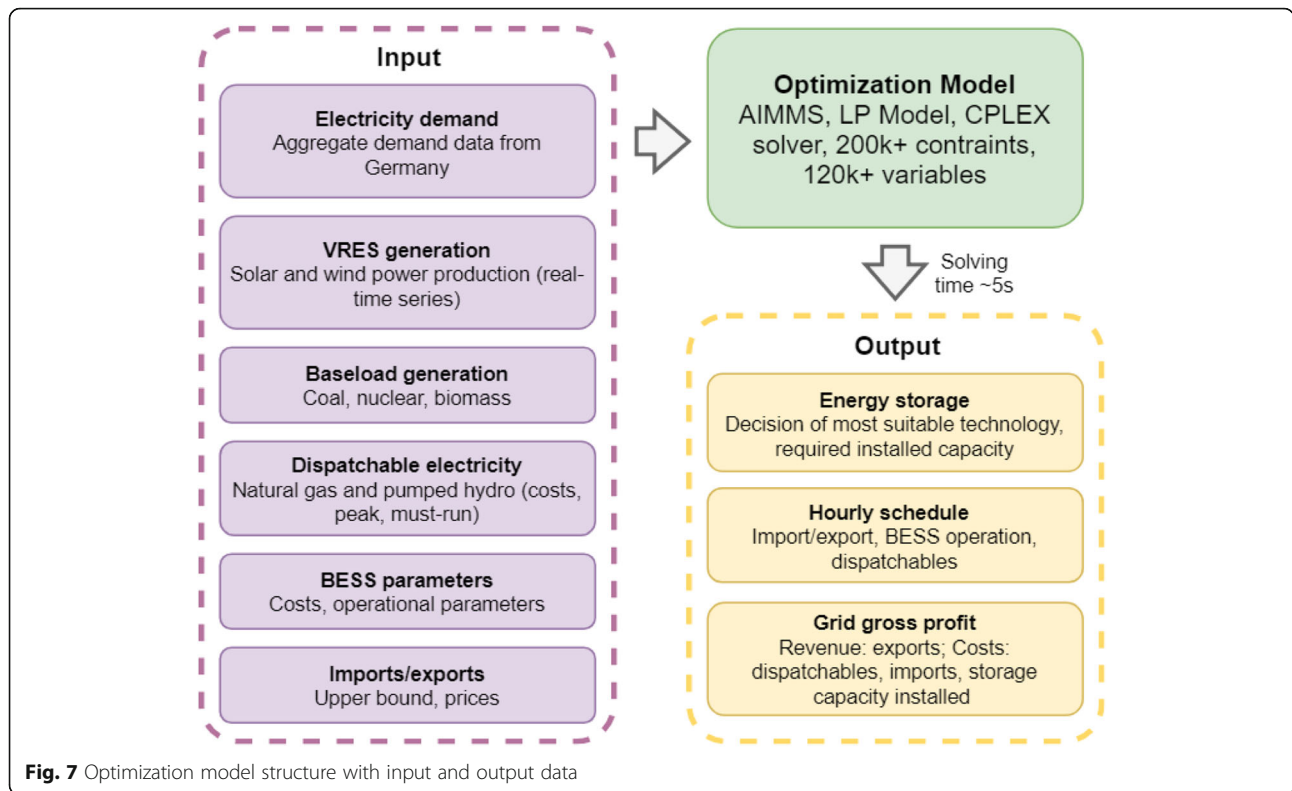 Input
Electricity demand
Aggregate demand data from
Germany
VRES generation
Solar and wind power production (real-
time series)
Baseload generation
Coal, nuclear, biomass
Dispatchable electricity
Natural gas and pumped hydro (costs,
peak, must-run)
BESS parameters
Costs, operational parameters
Imports/exports
Upper bound, prices
Optimization Model
AIMMS, LP Model, CPLEX
solver, 200k+ contraints,
120k+ variables
Solving
time ~5s
Output
Energy storage
Decision of most suitable technology,
required installed capacity
Hourly schedule
Import/export, BESS operation,
dispatchables
Grid gross profit
Revenue: exports; Costs:
dispatchables, imports, storage
capacity installed
Fig. 7 Optimization model structure with input and output data